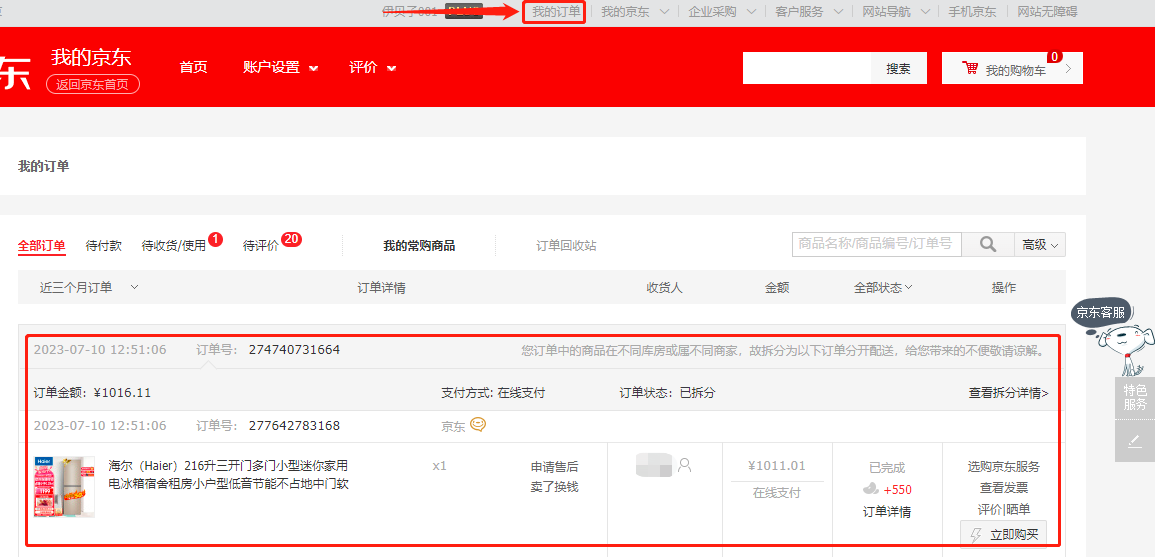 我的订单 我的京东 企业采购 客户服务 网站导航 手机京东 网站无障碍
东 我的京东 首页 账户设置 评价 搜索 我的购物车 0
返回京东首页
我的订单
全部订单 待付款 待收货/使用 1 待评价 20 我的常购商品 订单回收站 商品名称/商品编号/订单号 高级
近三个月订单 订单详情 收货人 金额 全部状态 操作
京东客服
2023-07-10 12:51:06 订单号: 274740731664 您订单中的商品在不同库房或属不同商家，故拆分为以下订单分开配送，给您带来的不便敬请谅解。
订单金额: ¥1016.11 支付方式: 在线支付 订单状态: 已拆分 查看拆分详情>
特色
服务
2023-07-10 12:51:06 订单号: 277642783168 京东
海尔（Haier）216升三开门多门小型迷你家用
电冰箱宿舍租房小户型低音节能不占地中门软
x1
申请售后
卖了换钱
¥1011.01
在线支付
已完成
+550
订单详情
选购京东服务
查看发票
评价|晒单
立即购买
Haier